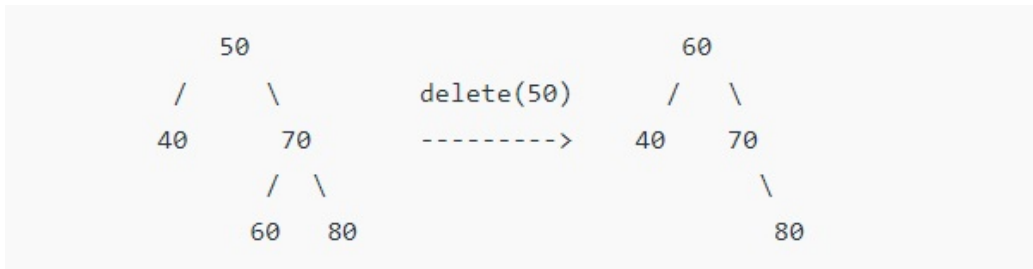 50 60
/ \ delete(50) / \
40 70 ---------> 40 70
/ \ \
60 80 80